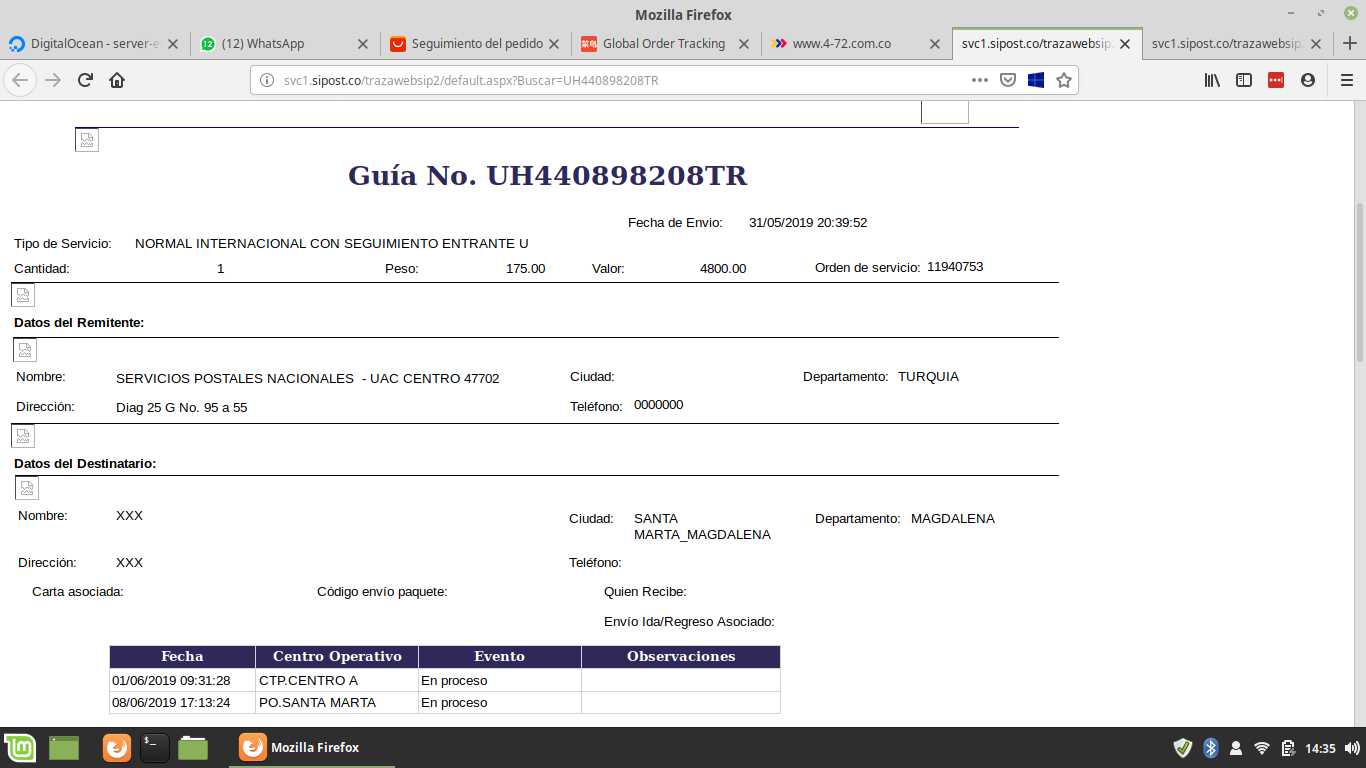 Mozilla Firefox
DigitalOcean - server-e
(12) WhatsApp
Seguimiento del pedido
Global Order Tracking
www.4-72.com.co
svc1.sipost.co/trazawebsip
svc1.sipost.co/trazawebsip
svc1.sipost.co/trazawebsip2/default.aspx?Buscar=UH440898208TR
Guía No. UH440898208TR
Fecha de Envio: 31/05/2019 20:39:52
Tipo de Servicio: NORMAL INTERNACIONAL CON SEGUIMIENTO ENTRANTE U
Cantidad: 1 Peso: 175.00 Valor: 4800.00 Orden de servicio: 11940753
Datos del Remitente:
Nombre: SERVICIOS POSTALES NACIONALES - UAC CENTRO 47702 Ciudad: Departamento: TURQUIA
Dirección: Diag 25 G No. 95 a 55 Teléfono: 0000000
Datos del Destinatario:
Nombre: XXX Ciudad: SANTA MARTA_MAGDALENA Departamento: MAGDALENA
Dirección: XXX Teléfono:
Carta asociada: Código envío paquete: Quien Recibe:
Envío Ida/Regreso Asociado:
Fecha Centro Operativo Evento Observaciones
01/06/2019 09:31:28 CTP.CENTRO A En proceso
08/06/2019 17:13:24 PO.SANTA MARTA En proceso
Mozilla Firefox
14:35